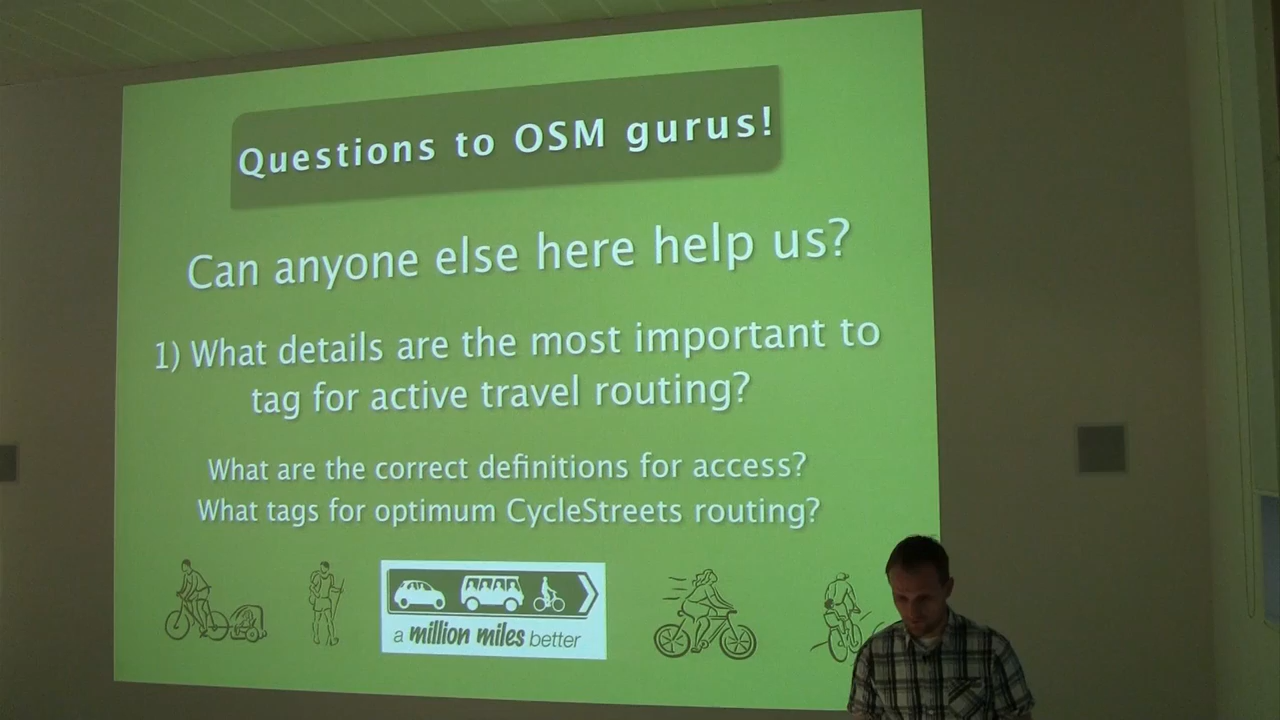 Questions to OSM gurus!
Can anyone else here help us?
1) What details are the most important to
tag for active travel routing?
What are the correct definitions for access?
What tags for optimum CycleStreets routing?
a million miles better